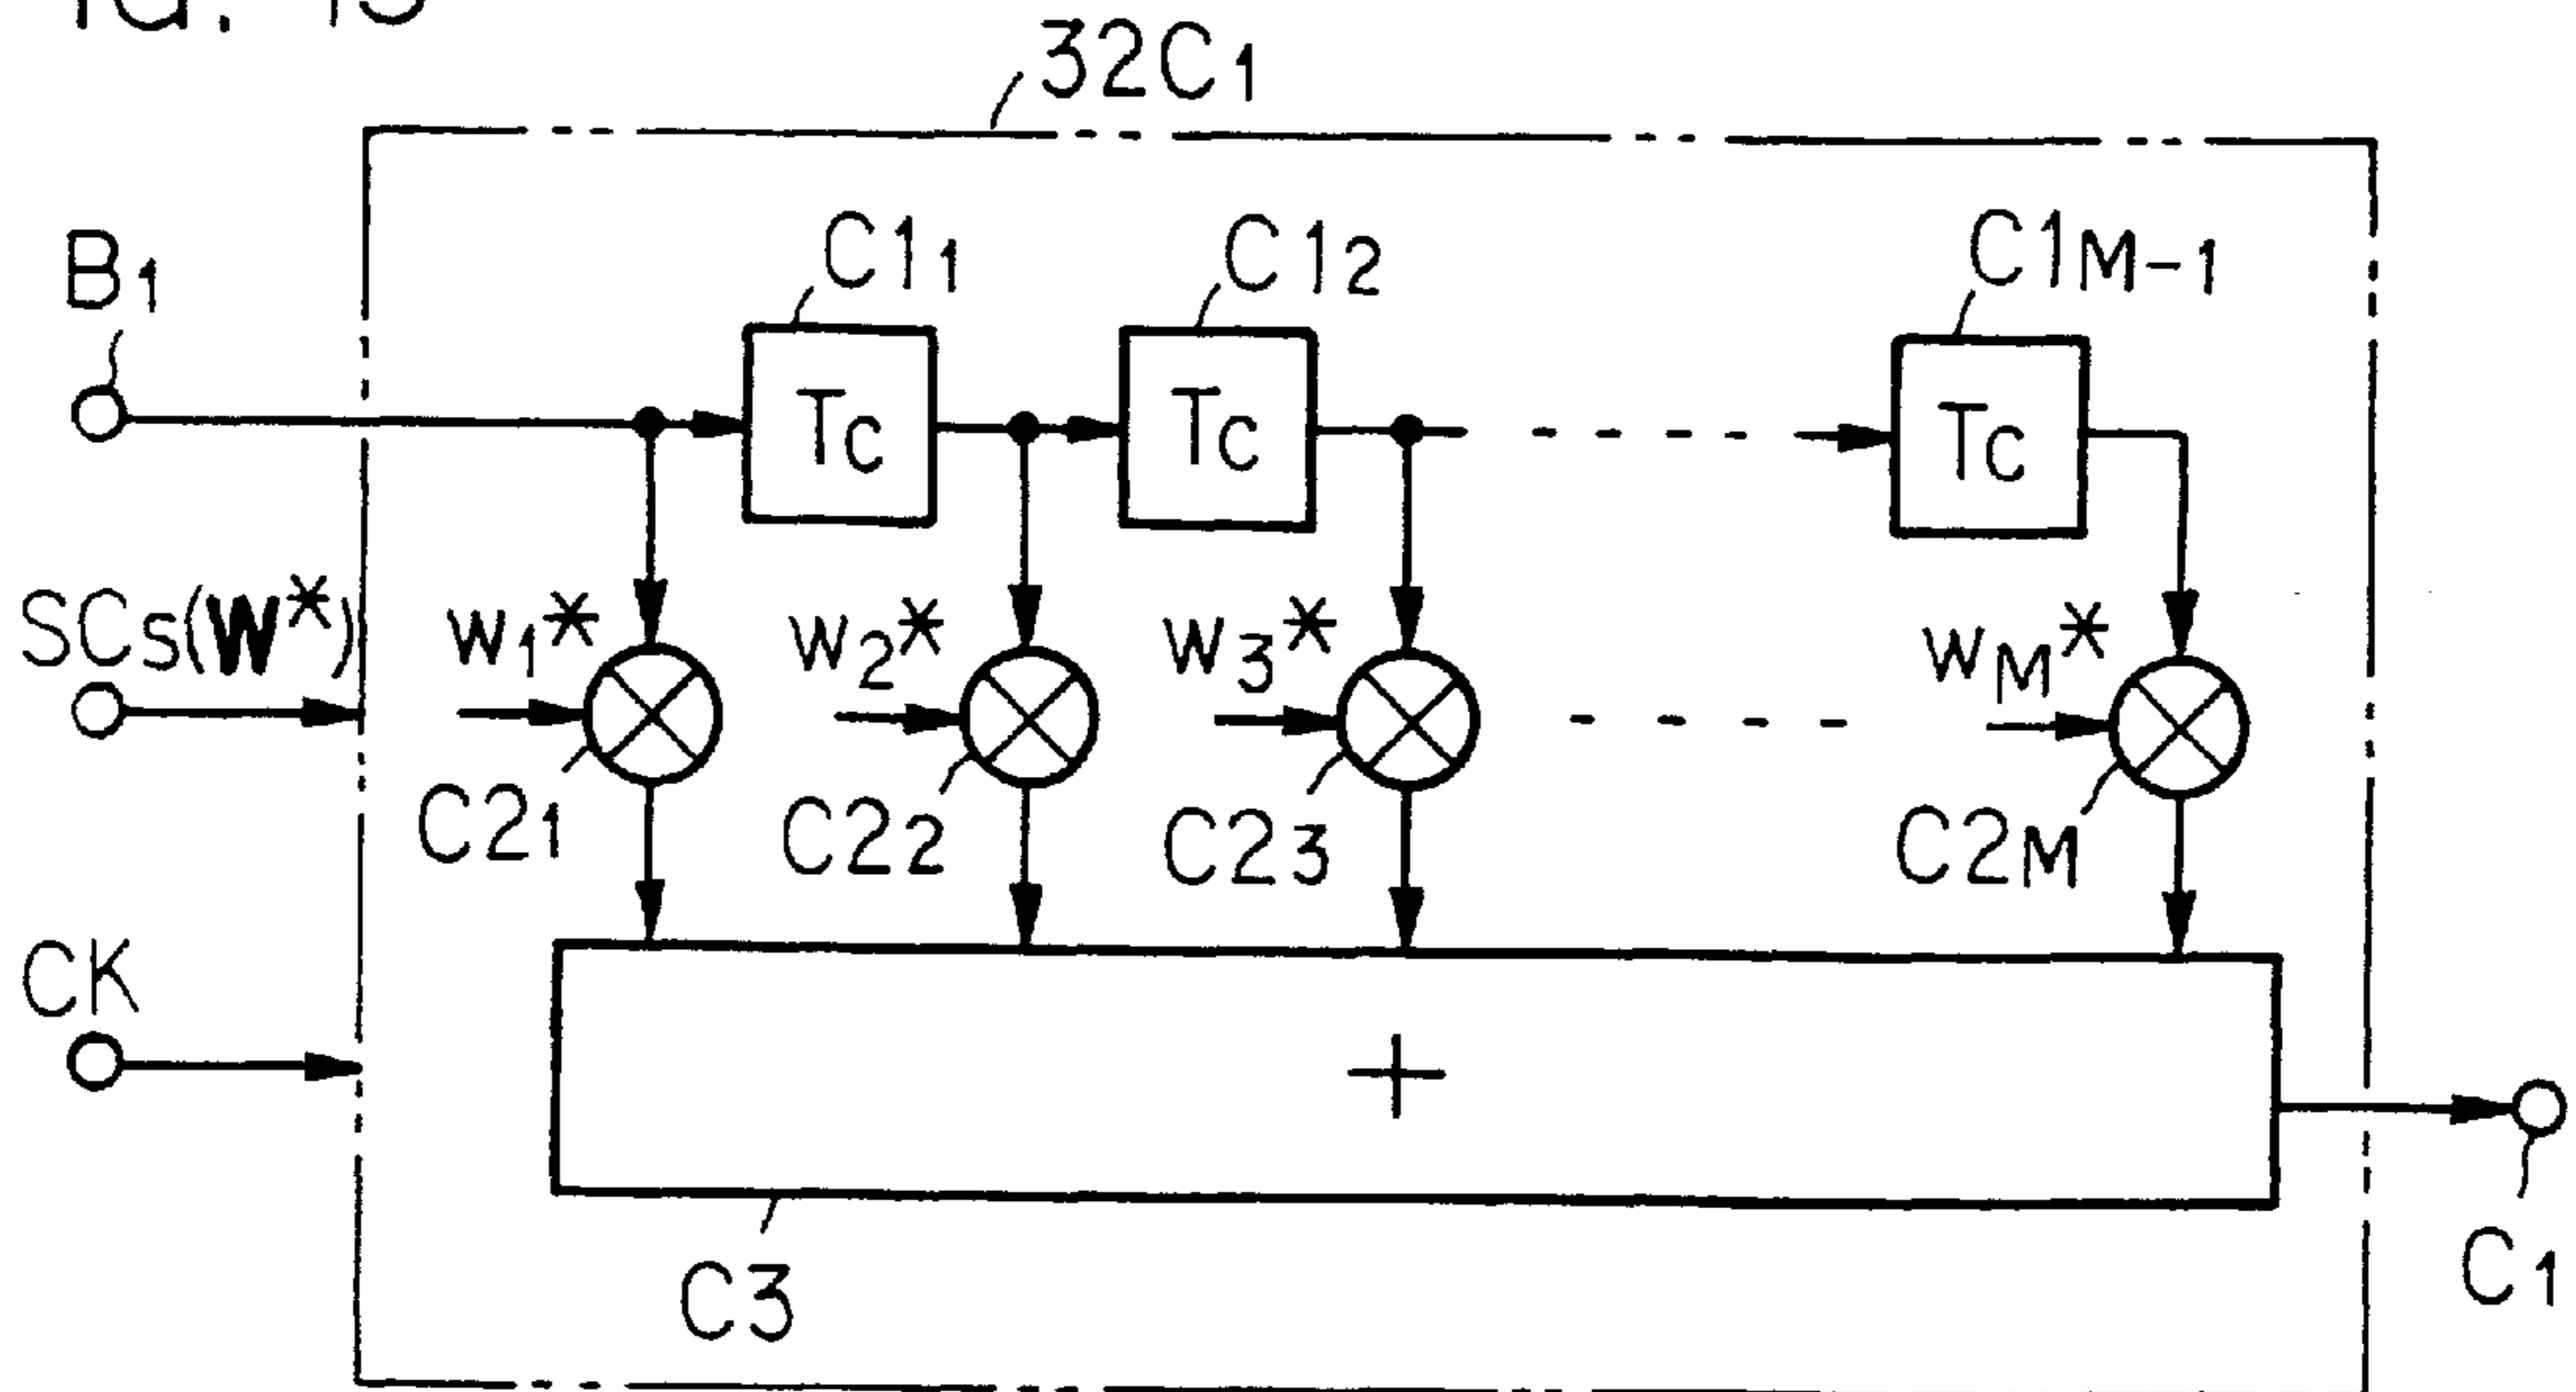 32C1
B1
C11
C12
C1M-1
Tc
Tc
Tc
SCs(W*)
w1*
w2*
w3*
wM*
C21
C22
C23
C2M
CK
+
C3
C1